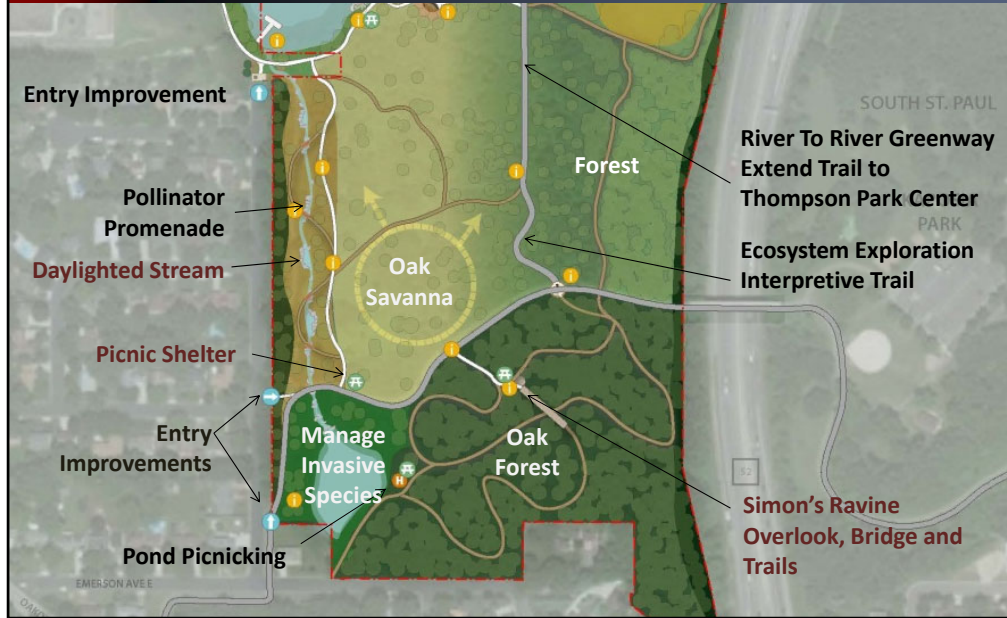 Entry Improvement
SOUTH ST. PAUL
River To River Greenway
Extend Trail to
Thompson Park Center
PARK
Forest
Pollinator
Promenade
Daylighted Stream
Oak
Savanna
Ecosystem Exploration
Interpretive Trail
Picnic Shelter
Entry
Improvements
Manage
Invasive
Species
Oak
Forest
H
52
Simon's Ravine
Overlook, Bridge and
Trails
Pond Picnicking
EMERSON AVE E